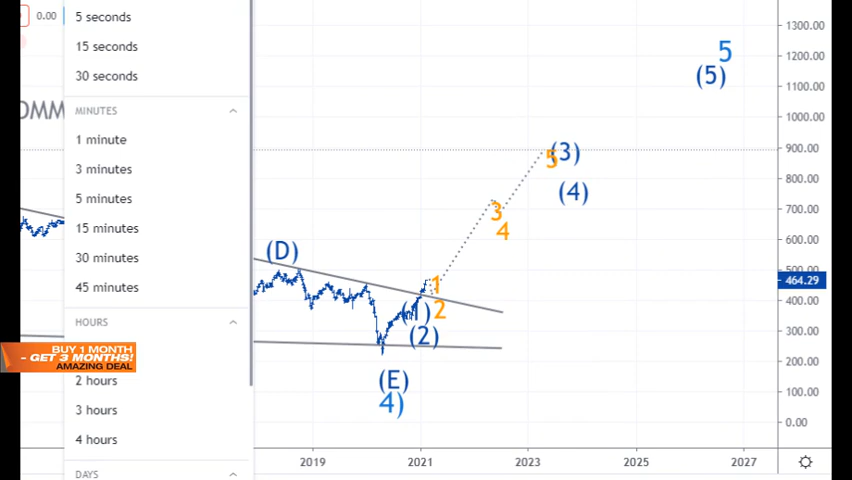 0.00
5 seconds
15 seconds
30 seconds
MINUTES
1 minute
3 minutes
5 minutes
15 minutes
30 minutes
45 minutes
HOURS
BUY 1 MONTH
- GET 3 MONTHS!
AMAZING DEAL
2 hours
3 hours
4 hours
DAYS
OMM
(D)
(2)
(E)
4)
1
2
3
4
5
(3)
(4)
5
(5)
1300.00
1200.00
1100.00
1000.00
900.00
800.00
700.00
600.00
500.00
464.29
400.00
300.00
200.00
100.00
0.00
2019
2021
2023
2025
2027